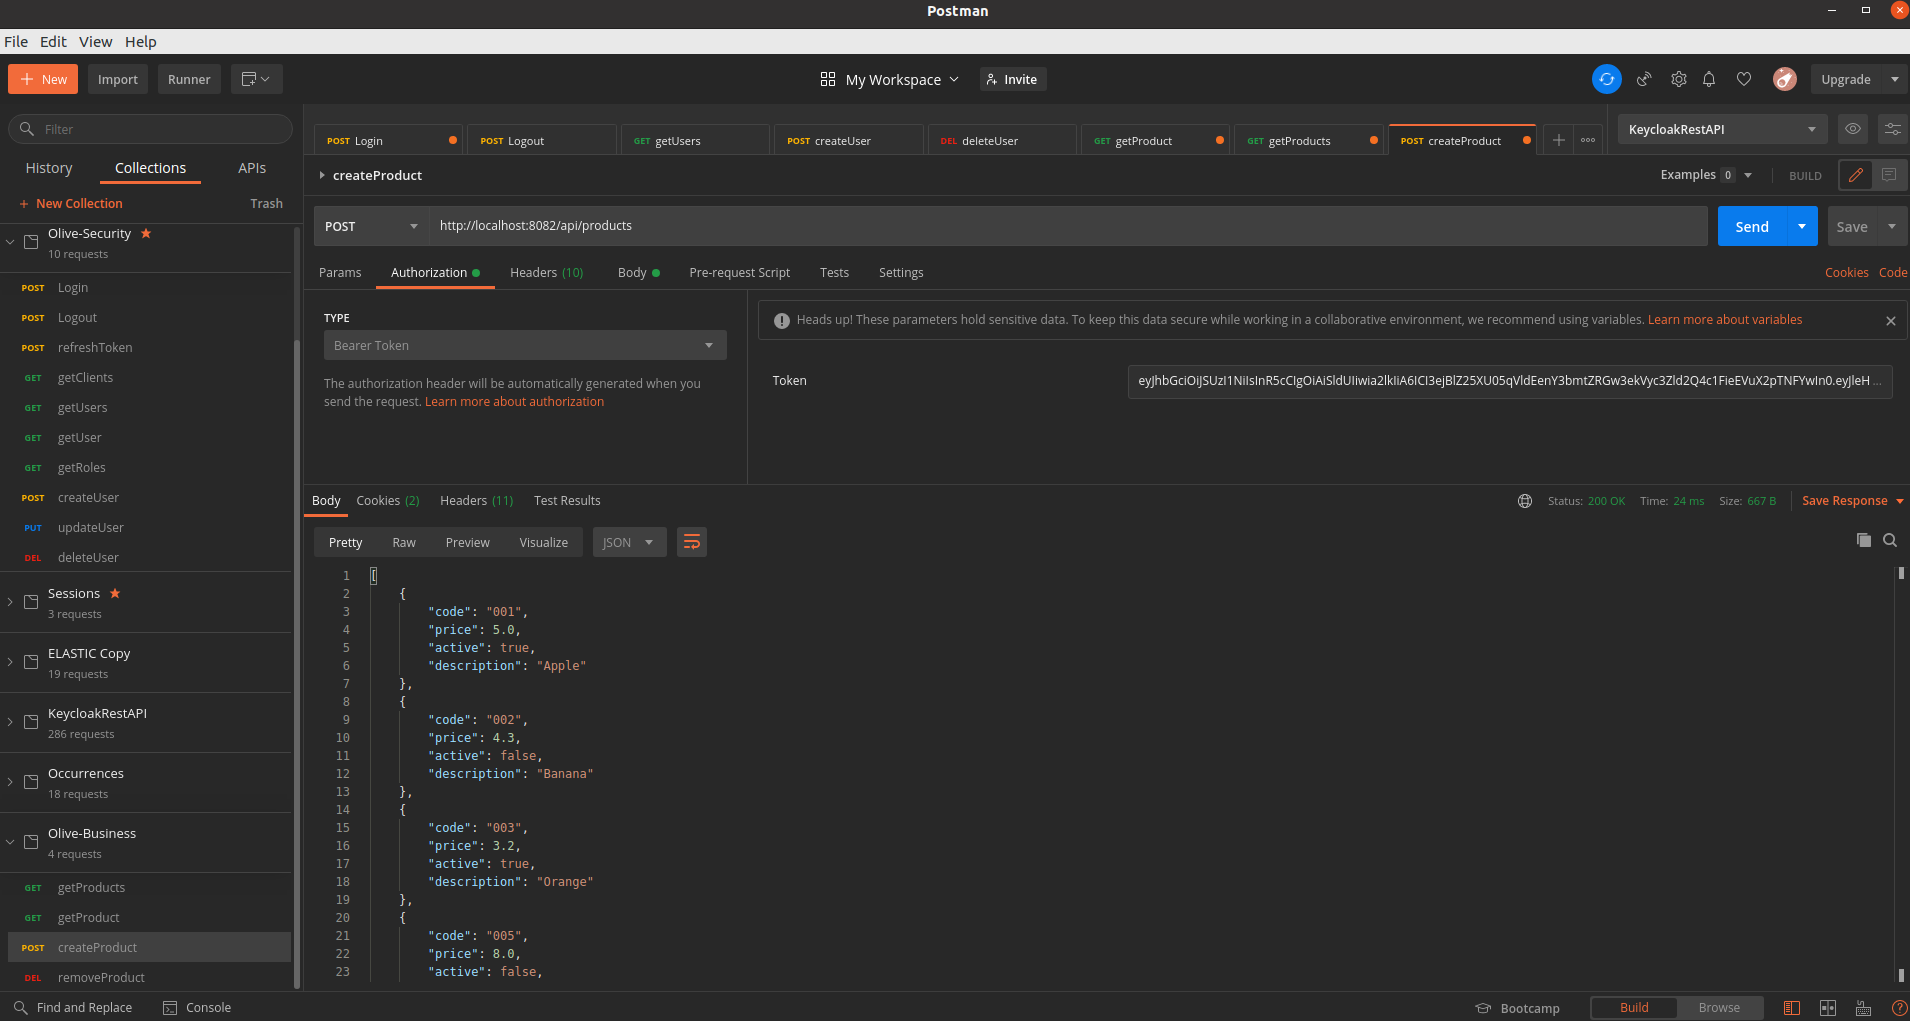 Postman
File Edit View Help
+ New Import Runner My Workspace Invite Upgrade
Filter
History Collections APIs
+ New Collection Trash
Olive-Security
10 requests
POST Login
POST Logout
POST refreshToken
GET getClients
GET getUsers
GET getUser
GET getRoles
POST createUser
PUT updateUser
DEL deleteUser
Sessions
3 requests
ELASTIC Copy
19 requests
KeycloakRestAPI
286 requests
Occurrences
18 requests
Olive-Business
4 requests
GET getProducts
GET getProduct
POST createProduct
DEL removeProduct
POST Login POST Logout GET getUsers POST createUser DEL deleteUser GET getProduct GET getProducts POST createProduct + ooo KeycloakRestAPI
createProduct Examples 0 BUILD
POST http://localhost:8082/api/products Send Save
Params Authorization Headers (10) Body Pre-request Script Tests Settings Cookies Code
TYPE
Bearer Token
The authorization header will be automatically generated when you
send the request. Learn more about authorization
Heads up! These parameters hold sensitive data. To keep this data secure while working in a collaborative environment, we recommend using variables. Learn more about variables
Token
Body Cookies (2) Headers (11) Test Results Status: 200 OK Time: 24 ms Size: 667 B Save Response
Pretty Raw Preview Visualize JSON
1 [
2 {
3 "code": "001",
4 "price": 5.0,
5 "active": true,
6 "description": "Apple"
7 },
8 {
9 "code": "002",
10 "price": 4.3,
11 "active": false,
12 "description": "Banana"
13 },
14 {
15 "code": "003",
16 "price": 3.2,
17 "active": true,
18 "description": "Orange"
19 },
20 {
21 "code": "005",
22 "price": 8.0,
23 "active": false,
Find and Replace Console Bootcamp Build Browse